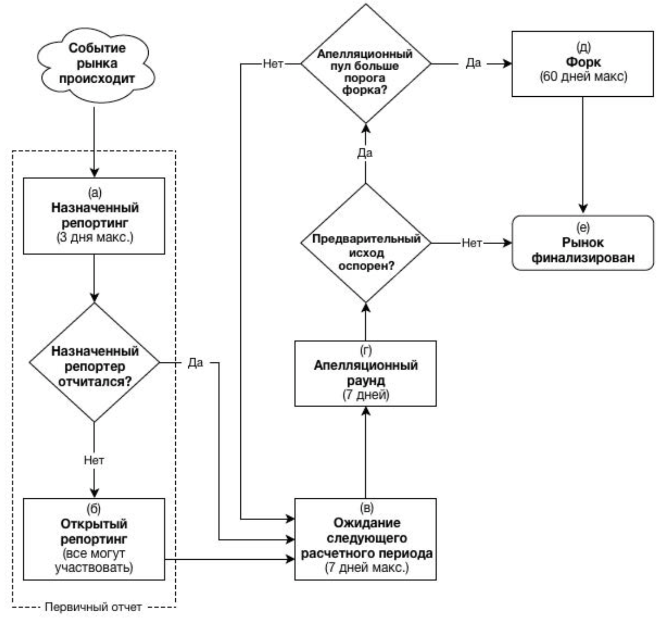 Событие
рынка
происходит
(а)
Назначенный
репортинг
(3 дня макс.)
Назначенный
репортер
отчитался?
Да
Нет
(б)
Открытый
репортинг
(все могут
участвовать)
Первичный отчет
(в)
Ожидание
следующего
расчетного периода
(7 дней макс.)
(г)
Апелляционный
раунд
(7 дней)
Предварительный
исход
оспорен?
Нет
Да
Апелляционный
пул больше
порога
форка?
Нет
Да
(д)
Форк
(60 дней макс)
(е)
Рынок
финализирован